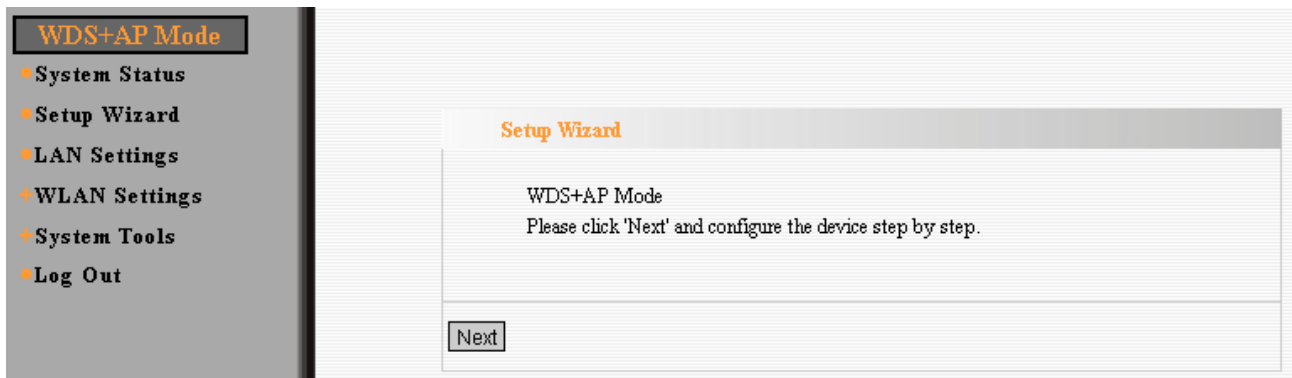 WDS+AP Mode
System Status
Setup Wizard
LAN Settings
WLAN Settings
System Tools
Log Out
Setup Wizard
WDS+AP Mode
Please click 'Next' and configure the device step by step.
Next